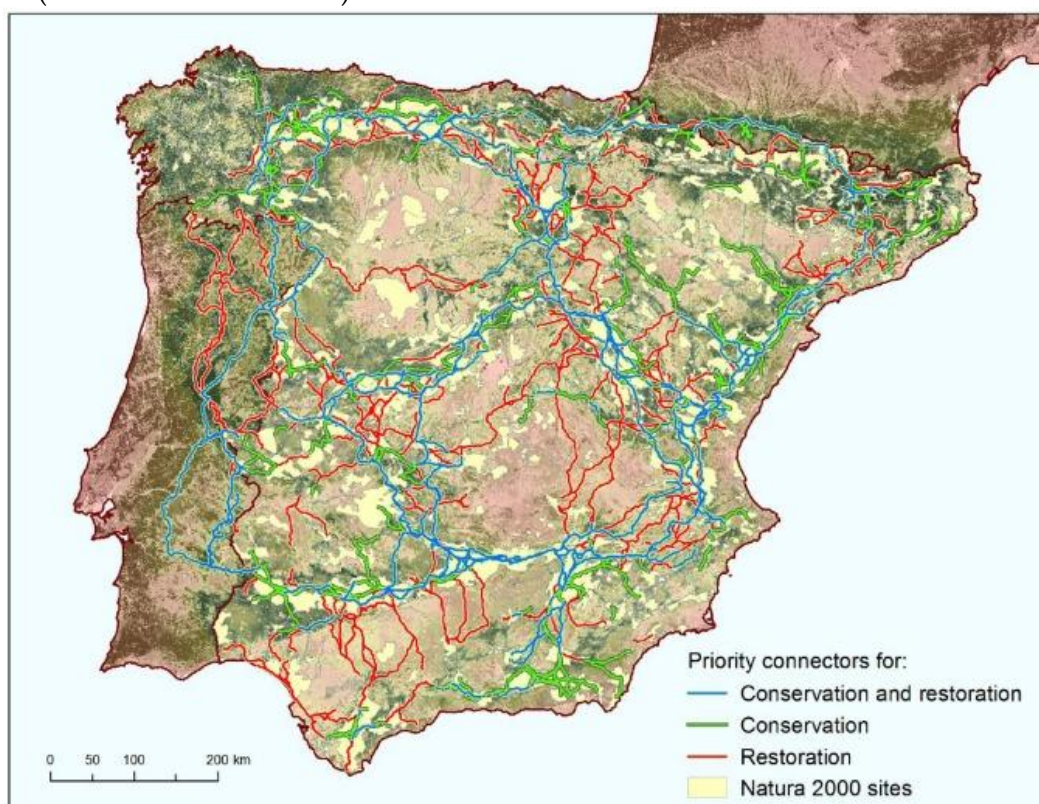 Priority connectors for:
Conservation and restoration
Conservation
Restoration
Natura 2000 sites
0 50 100 200 km